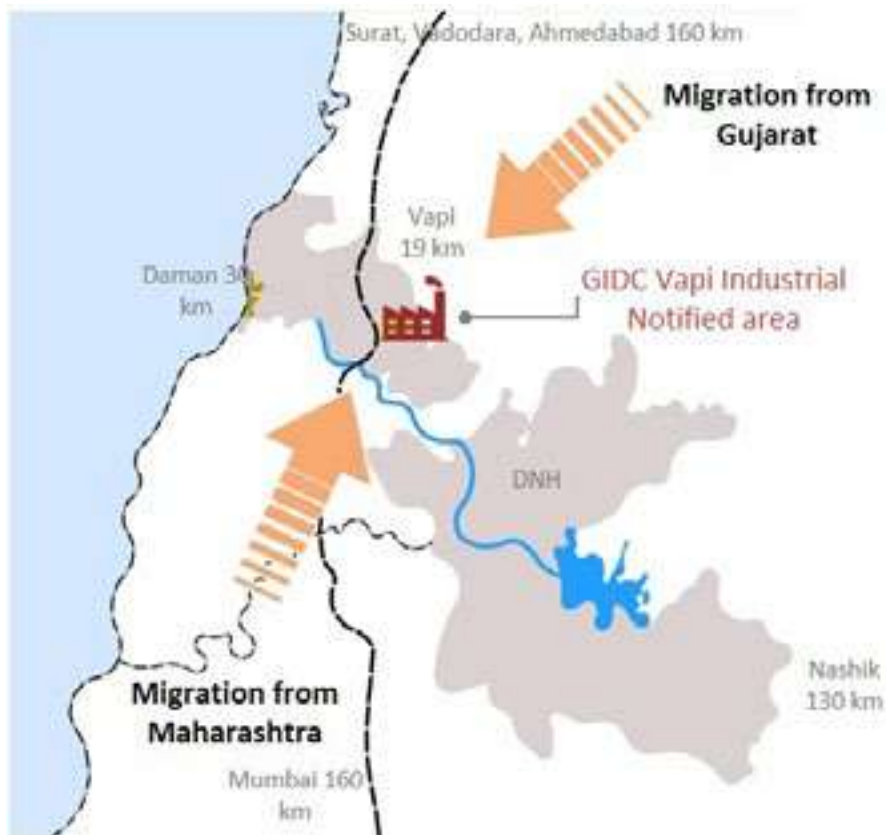 Surat, Vadodara, Ahmedabad 160 km
Migration from
Gujarat
Vapi
19 km
Daman 30
km
GIDC Vapi Industrial
Notified area
DNH
Nashik
130 km
Migration from
Maharashtra
Mumbai 160
km